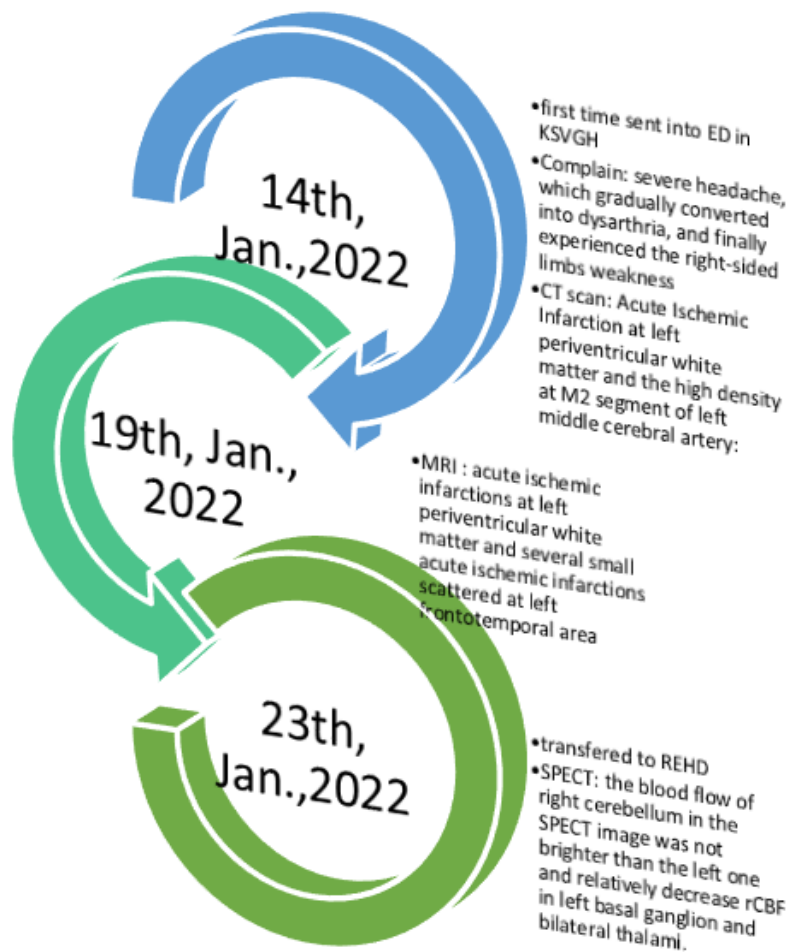 14th,
Jan.,2022
•first time sent into ED in
KSVGH
•Complain: severe headache,
which gradually converted
into dysarthria, and finally
experienced the right-sided
limbs weakness
•CT scan: Acute Ischemic
Infarction at left
periventricular white
matter and the high density
at M2 segment of left
middle cerebral artery:
19th, Jan.,
2022
•MRI : acute ischemic
infarctions at left
periventricular white
matter and several small
acute ischemic infarctions
scattered at left
frontotemporal area
23th,
Jan.,2022
•transfered to REHD
•SPECT: the blood flow of
right cerebellum in the
SPECT image was not
brighter than the left one
and relatively decrease rCBF
in left basal ganglion and
bilateral thalami.